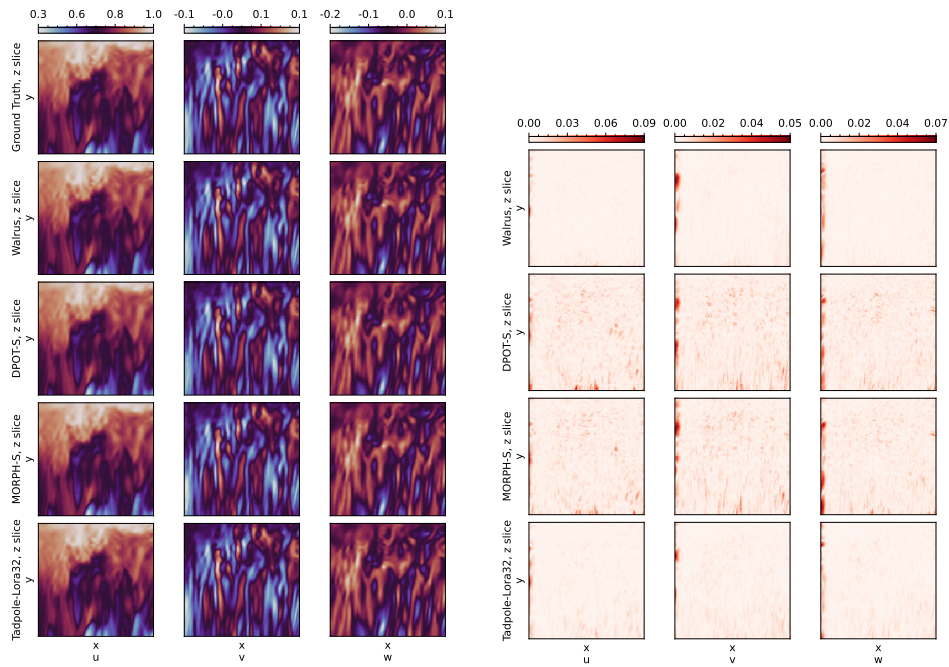 0.3 0.6 0.8 1.0
-0.1 -0.0 0.1 0.1
-0.2 -0.1 0.0 0.1
Ground Truth, z slice
y
Walrus, z slice
y
DPOT-S, z slice
y
MORPH-S, z slice
y
Tadpole-Lora32, z slice
y
x x x
u v w
0.00 0.03 0.06 0.09
0.00 0.02 0.04 0.05
0.00 0.02 0.04 0.07
Walrus, z slice
y
DPOT-S, z slice
y
MORPH-S, z slice
y
Tadpole-Lora32, z slice
y
x x x
u v w